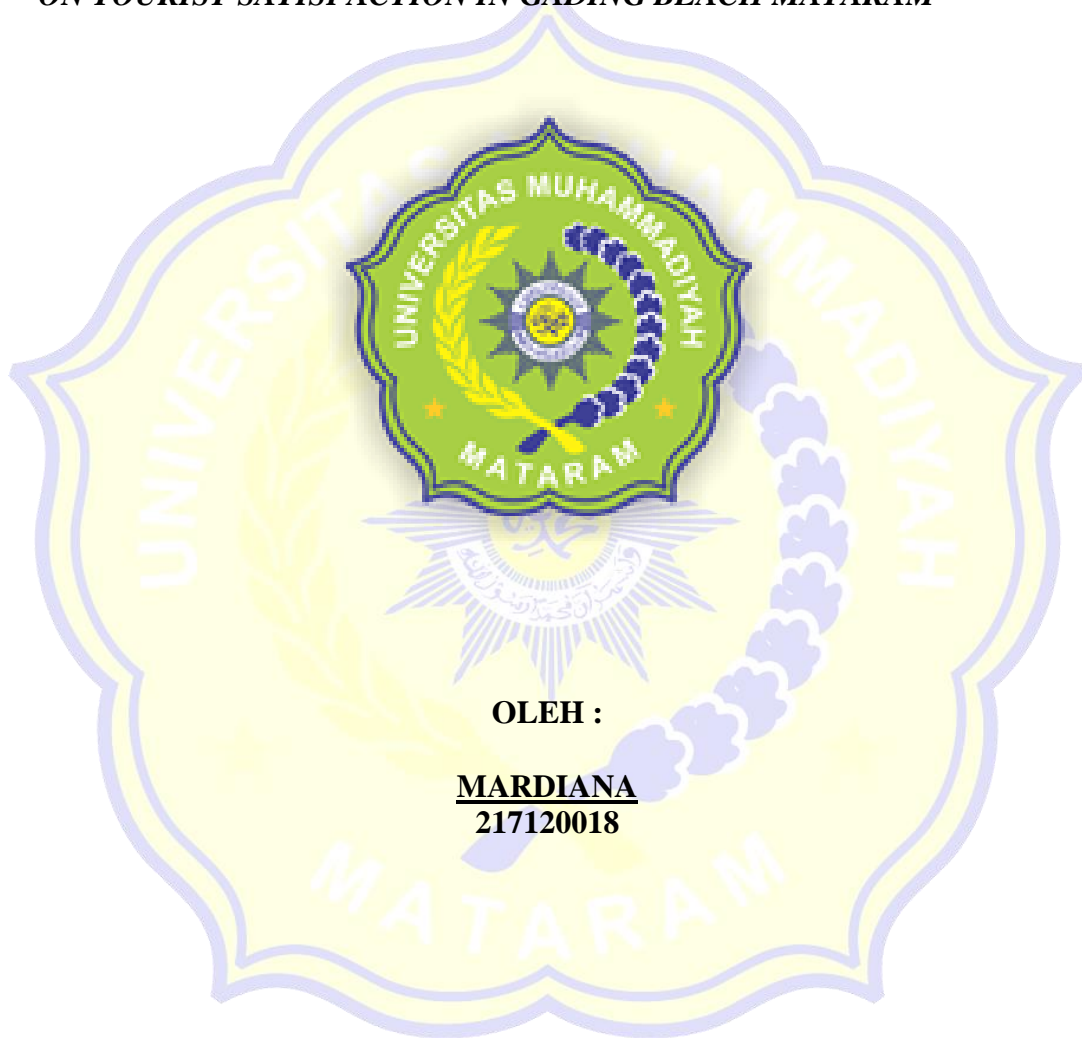 ON TOURIST SATISFACTION IN GADING BEACH MATARAM
UNIVERSITAS MUHAMMADIYAH
MATARAM
OLEH :
MARDIANA
217120018